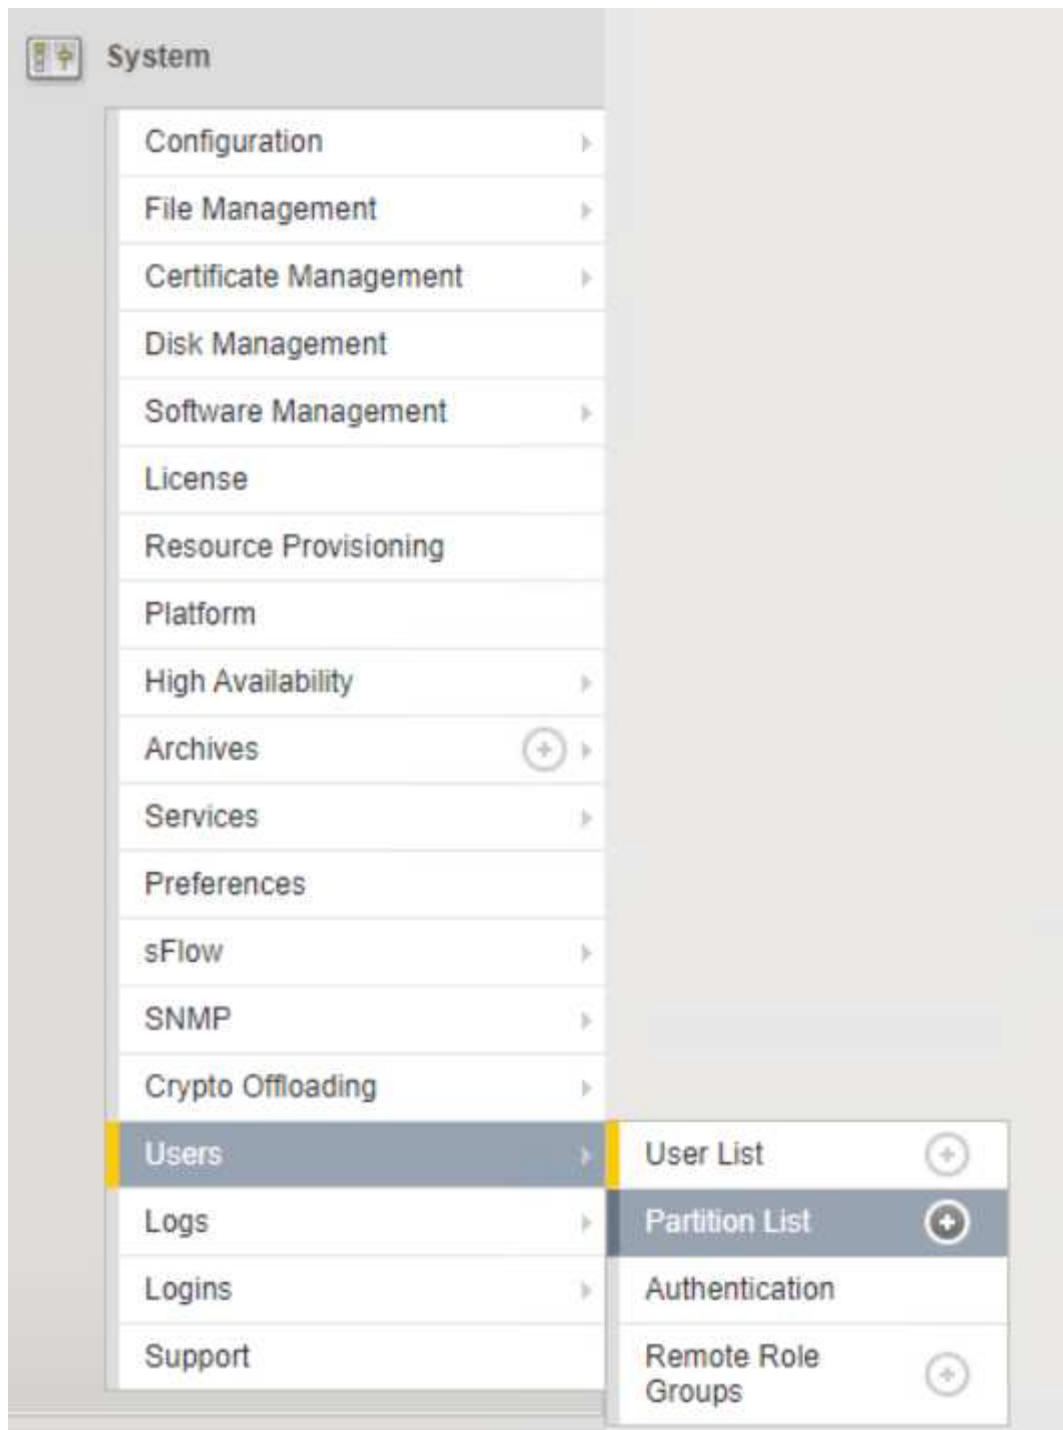 System
Configuration
File Management
Certificate Management
Disk Management
Software Management
License
Resource Provisioning
Platform
High Availability
Archives
Services
Preferences
sFlow
SNMP
Crypto Offloading
Users
Logs
Logins
Support
User List
Partition List
Authentication
Remote Role
Groups